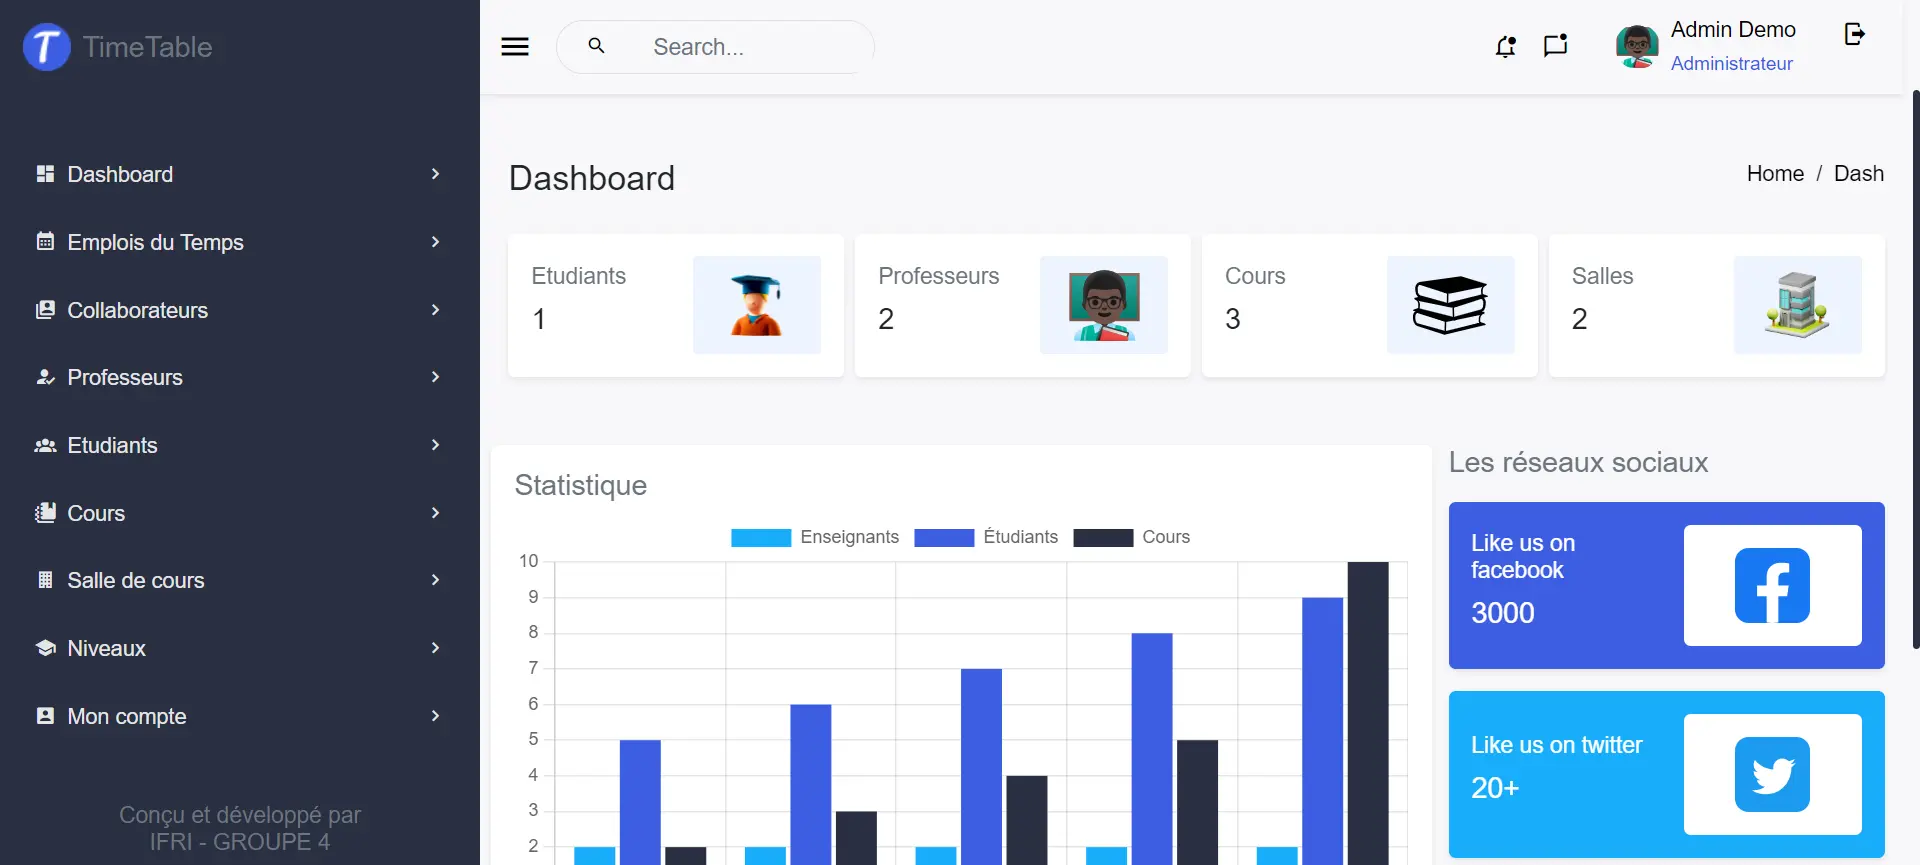 TimeTable
Search...
Admin Demo
Administrateur
Dashboard
Emplois du Temps
Collaborateurs
Professeurs
Etudiants
Cours
Salle de cours
Niveaux
Mon compte
Conçu et développé par
IFRI - GROUPE 4
Dashboard
Home / Dash
Etudiants
1
Professeurs
2
Cours
3
Salles
2
Statistique
Enseignants
Étudiants
Cours
10
9
8
7
6
5
4
3
2
Les réseaux sociaux
Like us on
facebook
3000
Like us on twitter
20+